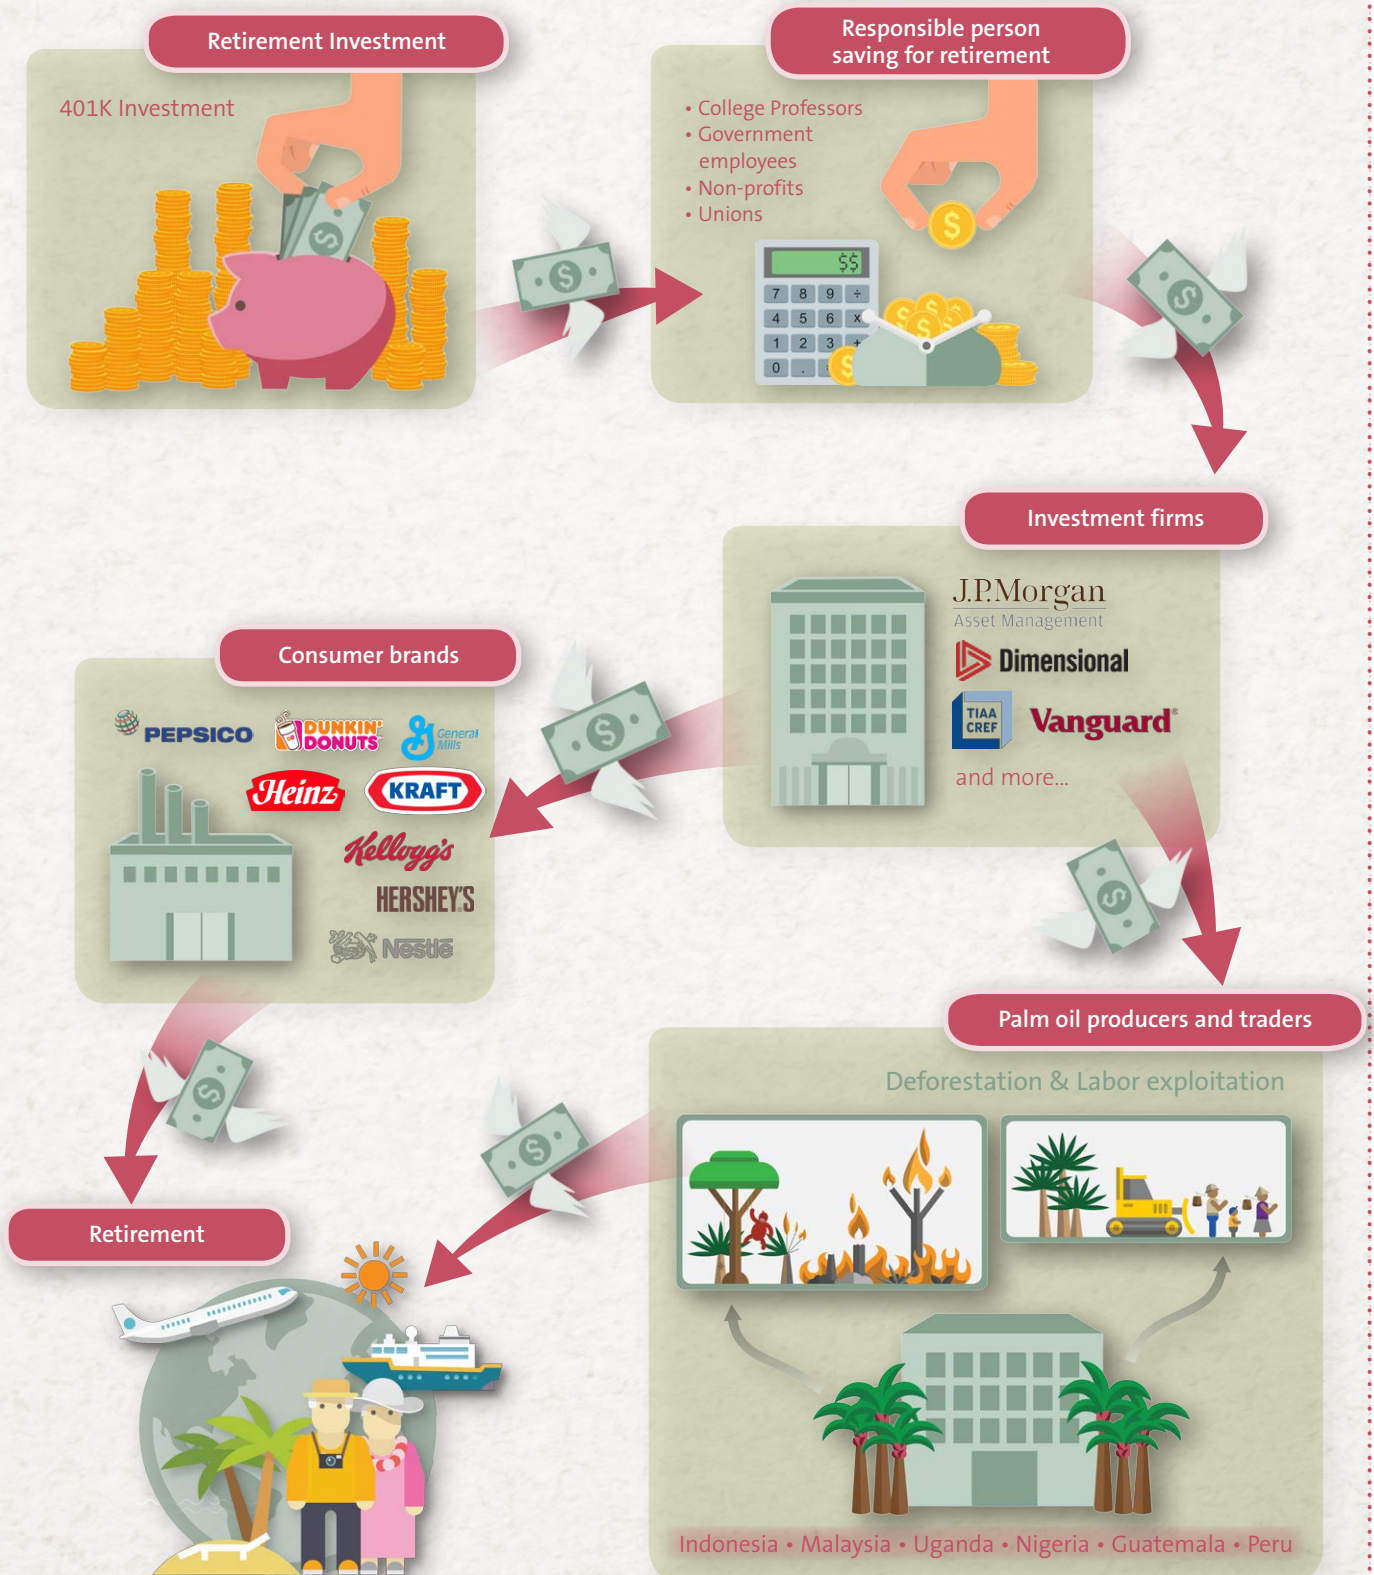 Retirement Investment
401K Investment
Responsible person
saving for retirement
• College Professors
• Government
employees
• Non-profits
• Unions
$
$
$$
7 8 9 ÷
4 5 6 x
1 2 3 +
0 .
$ $ $
$
$
$
$
Investment firms
J.P.Morgan
Asset Management
Dimensional
TIAA
CREF
Vanguard®
and more...
Consumer brands
PEPSICO
DUNKIN'
DONUTS
General
Mills
Heinz
KRAFT
Kellogg's
HERSHEY'S
Nestlé
$
$
Palm oil producers and traders
Deforestation & Labor exploitation
$
$
Retirement
Indonesia • Malaysia • Uganda • Nigeria • Guatemala • Peru